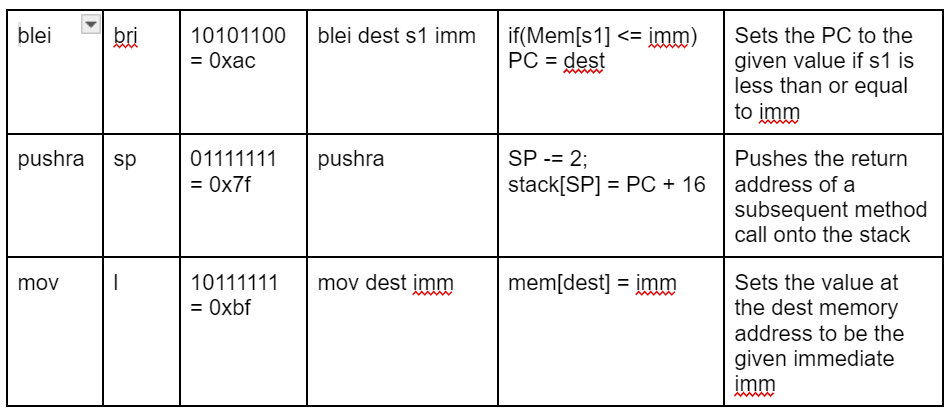 blei
bri
10101100
= 0xac
blei dest s1 imm
if(Mem[s1] <= imm)
PC = dest
Sets the PC to the
given value if s1 is
less than or equal
to imm
pushra
sp
01111111
= 0x7f
pushra
SP -= 2;
stack[SP] = PC + 16
Pushes the return
address of a
subsequent method
call onto the stack
mov
l
10111111
= 0xbf
mov dest imm
mem[dest] = imm
Sets the value at
the dest memory
address to be the
given immediate
imm